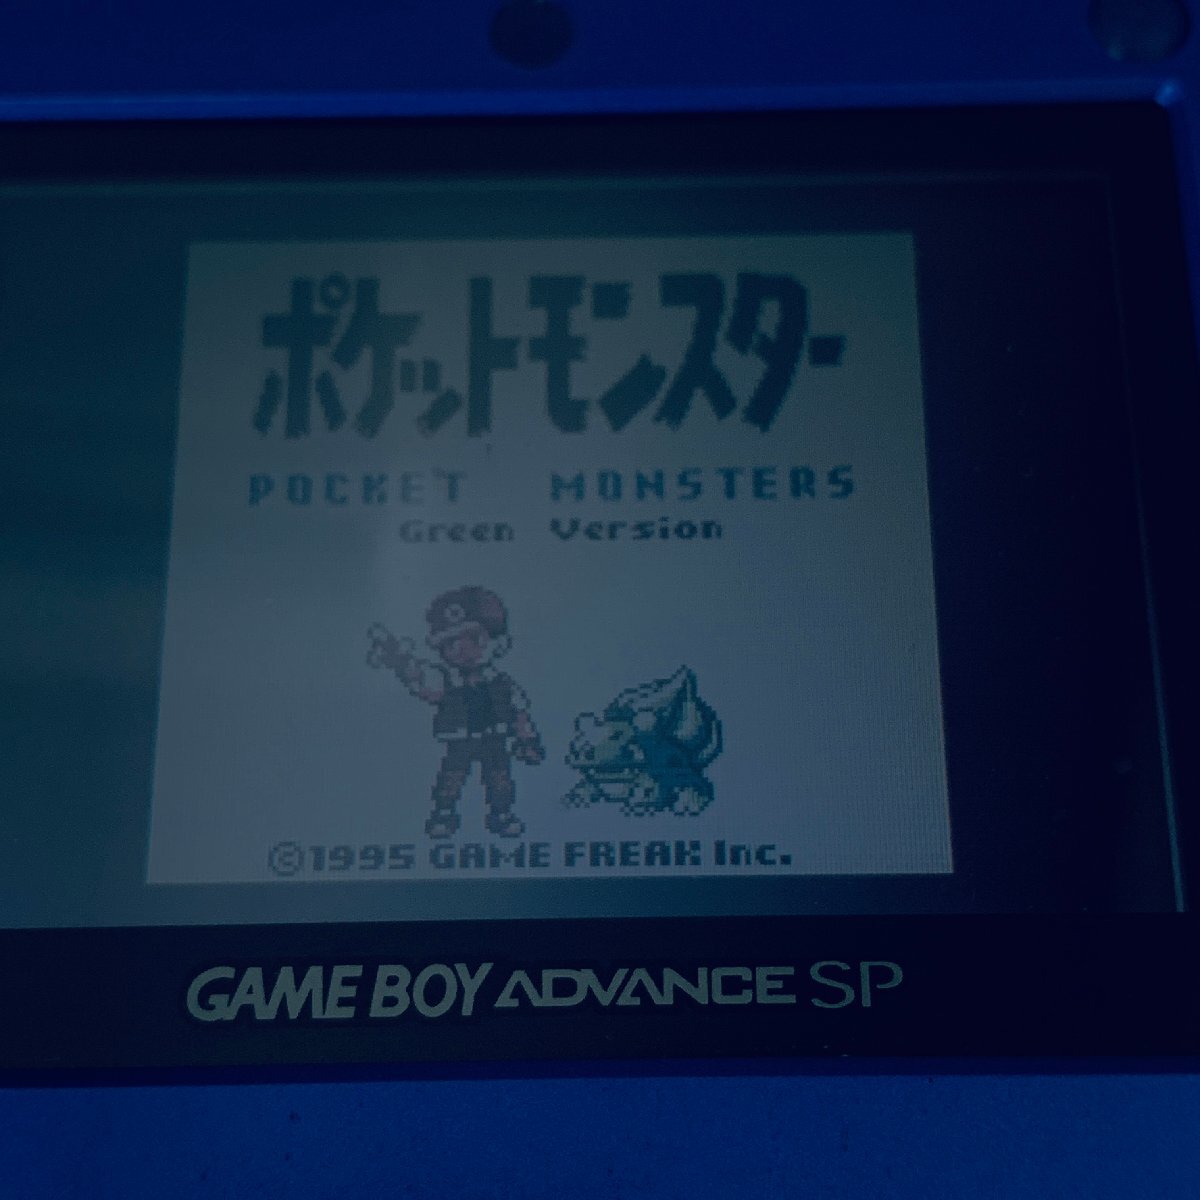 ポケットモンスター
POCKET MONSTERS
Green Version
©1995 GAME FREAK Inc.
GAME BOY ADVANCE SP